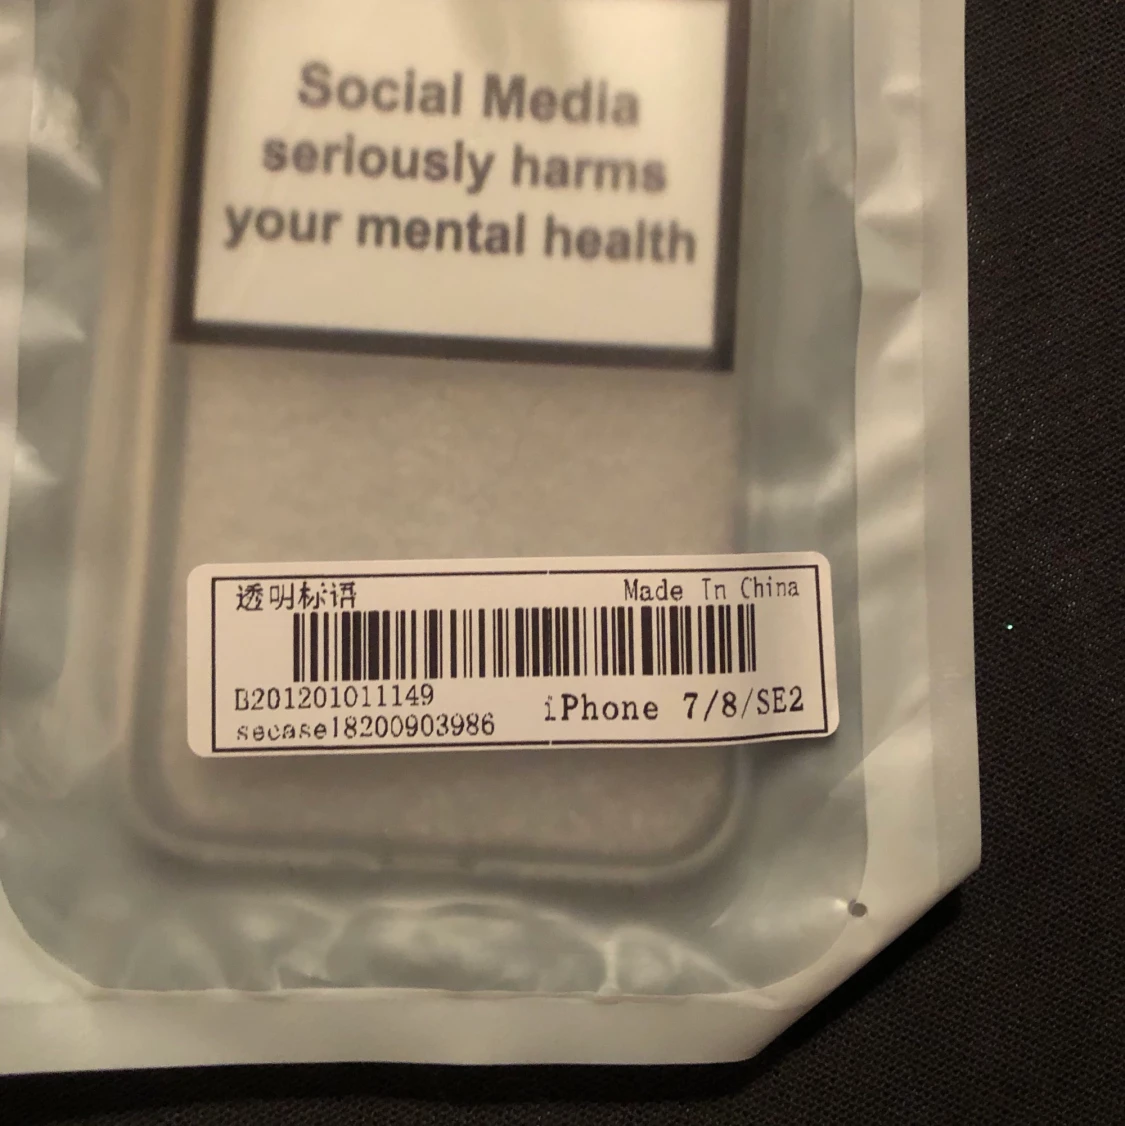 Social Media
seriously harms
your mental health
透明标语 Made In China
B201201011149
secase18200903986 iPhone 7/8/SE2